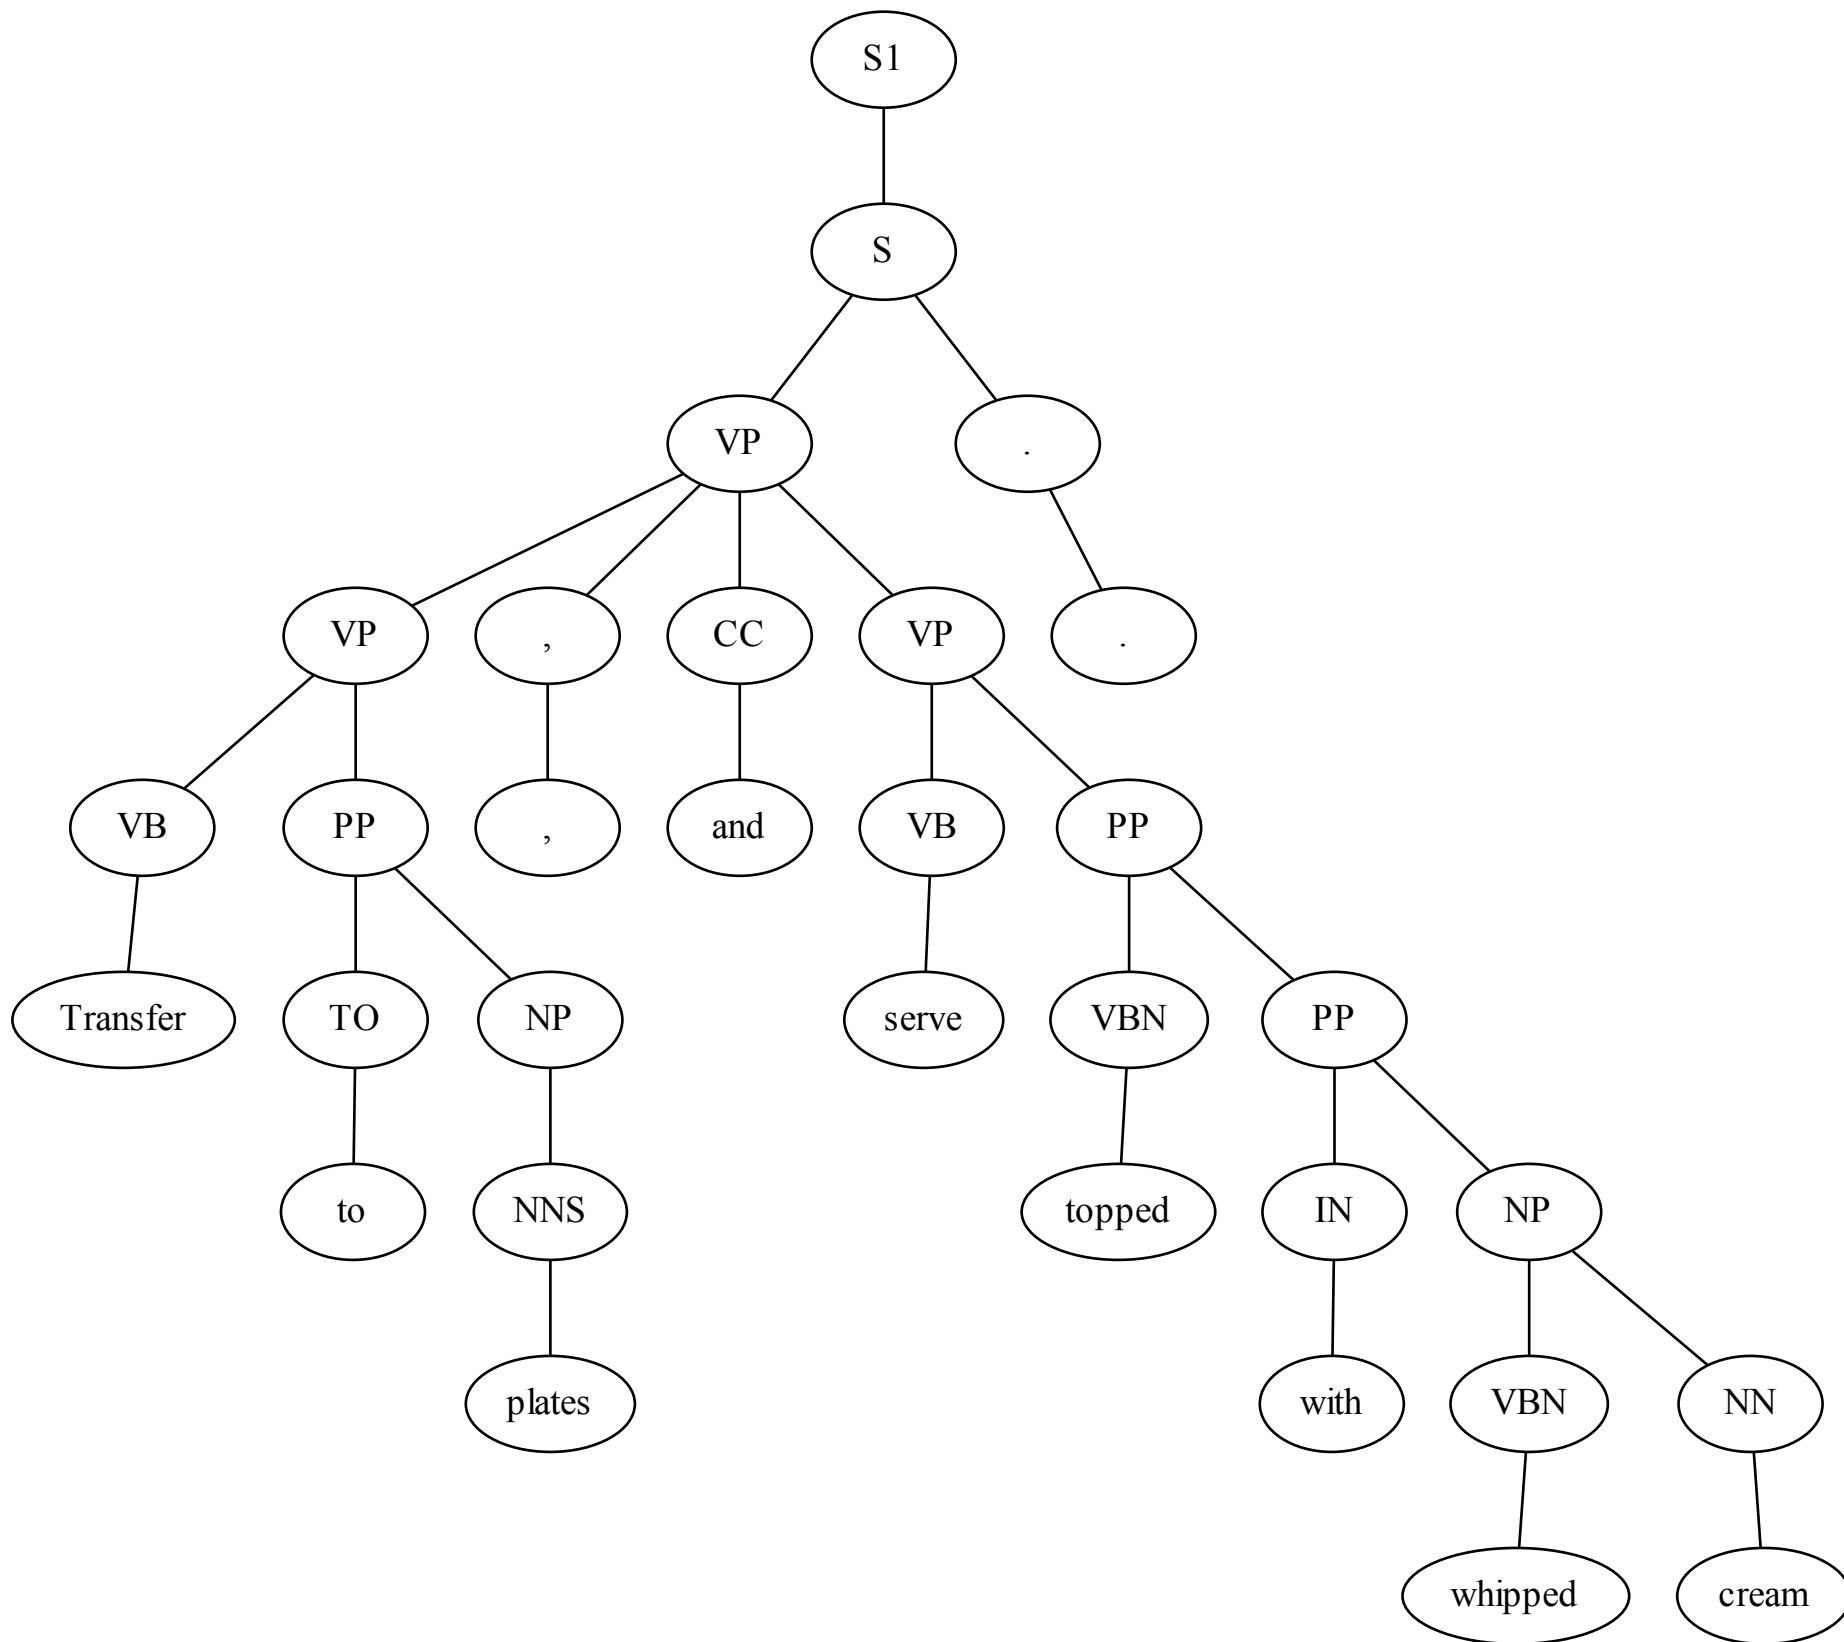 S1
S
VP .
VP , CC VP .
VB PP , and VB PP
Transfer TO NP serve VBN PP
to NNS topped IN NP
plates with VBN NN
whipped cream